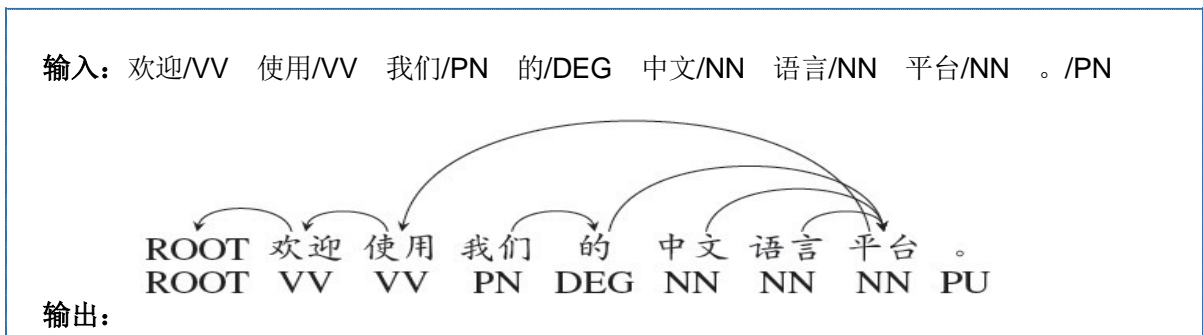 输入：欢迎/VV 使用/VV 我们/PN 的/DEG 中文/NN 语言/NN 平台/NN 。/PN
ROOT 欢迎 使用 我们 的 中文 语言 平台 。
ROOT VV VV PN DEG NN NN NN PU
输出：